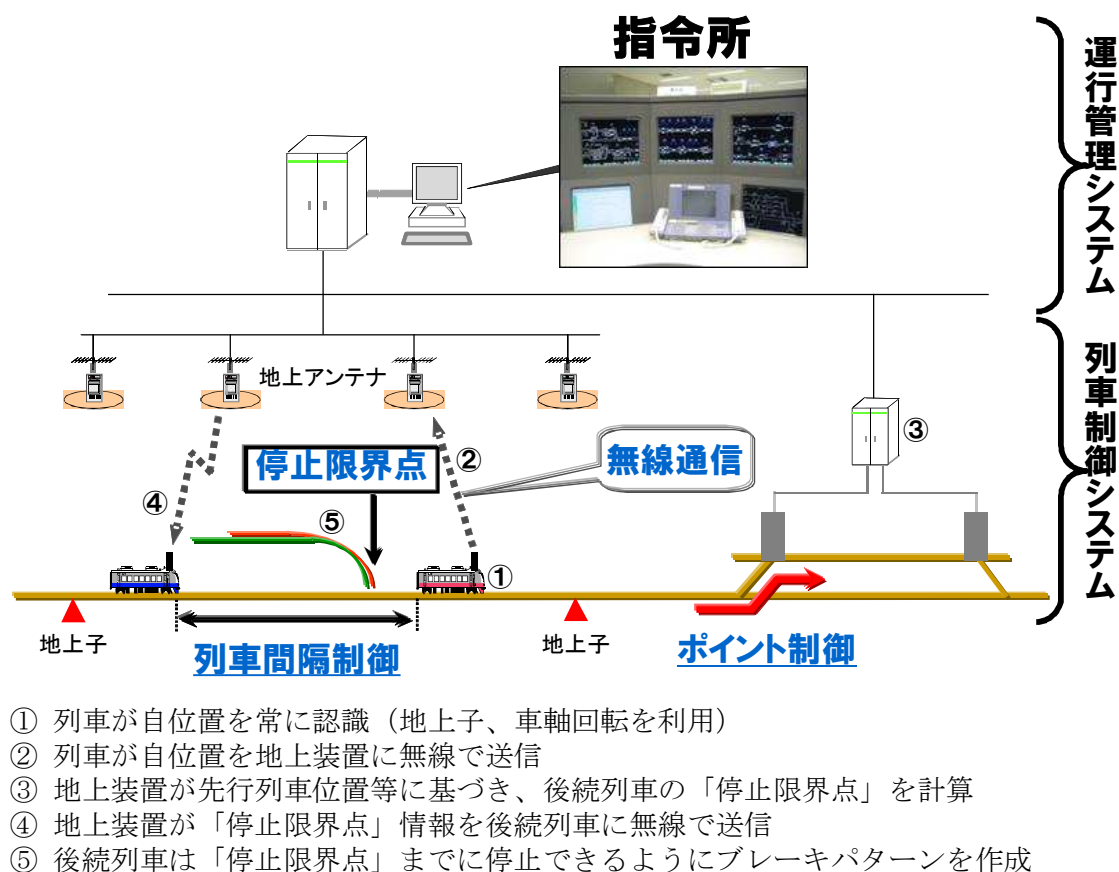 指令所
運行管理システム
地上アンテナ
列車制御システム
③
停止限界点
②
無線通信
④
⑤
①
地上子
列車間隔制御
地上子
ポイント制御
① 列車が自位置を常に認識（地上子、車軸回転を利用）
② 列車が自位置を地上装置に無線で送信
③ 地上装置が先行列車位置等に基づき、後続列車の「停止限界点」を計算
④ 地上装置が「停止限界点」情報を後続列車に無線で送信
⑤ 後続列車は「停止限界点」までに停止できるようにブレーキパターンを作成